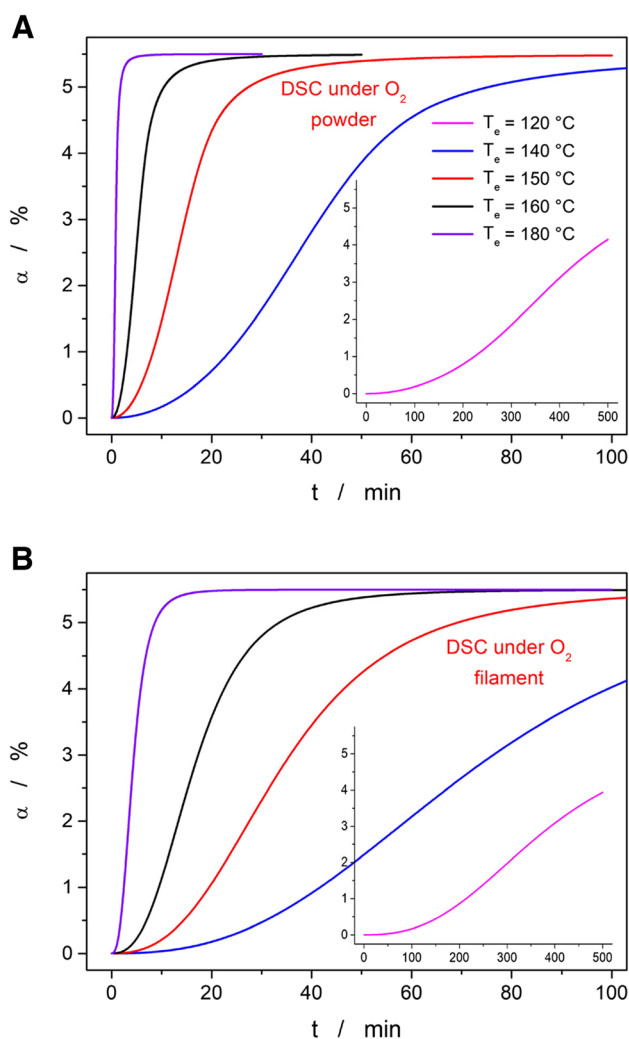 A
DSC under O2
powder
Te = 120 °C
Te = 140 °C
Te = 150 °C
Te = 160 °C
Te = 180 °C
α / %
5
4
3
2
1
0
5
4
3
2
1
0
0 100 200 300 400 500
0 20 40 60 80 100
t / min
B
DSC under O2
filament
α / %
5
4
3
2
1
0
5
4
3
2
1
0
0 100 200 300 400 500
0 20 40 60 80 100
t / min